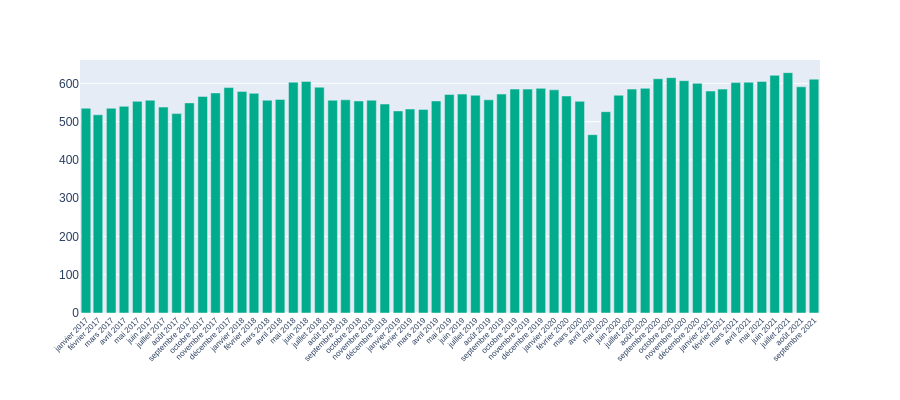 600
500
400
300
200
100
0
janvier 2017
février 2017
mars 2017
avril 2017
mai 2017
juin 2017
juillet 2017
août 2017
septembre 2017
octobre 2017
novembre 2017
décembre 2017
janvier 2018
février 2018
mars 2018
avril 2018
mai 2018
juin 2018
juillet 2018
août 2018
septembre 2018
octobre 2018
novembre 2018
décembre 2018
janvier 2019
février 2019
mars 2019
avril 2019
mai 2019
juin 2019
juillet 2019
août 2019
septembre 2019
octobre 2019
novembre 2019
décembre 2019
janvier 2020
février 2020
mars 2020
avril 2020
mai 2020
juin 2020
juillet 2020
août 2020
septembre 2020
octobre 2020
novembre 2020
décembre 2020
janvier 2021
février 2021
mars 2021
avril 2021
mai 2021
juin 2021
juillet 2021
août 2021
septembre 2021